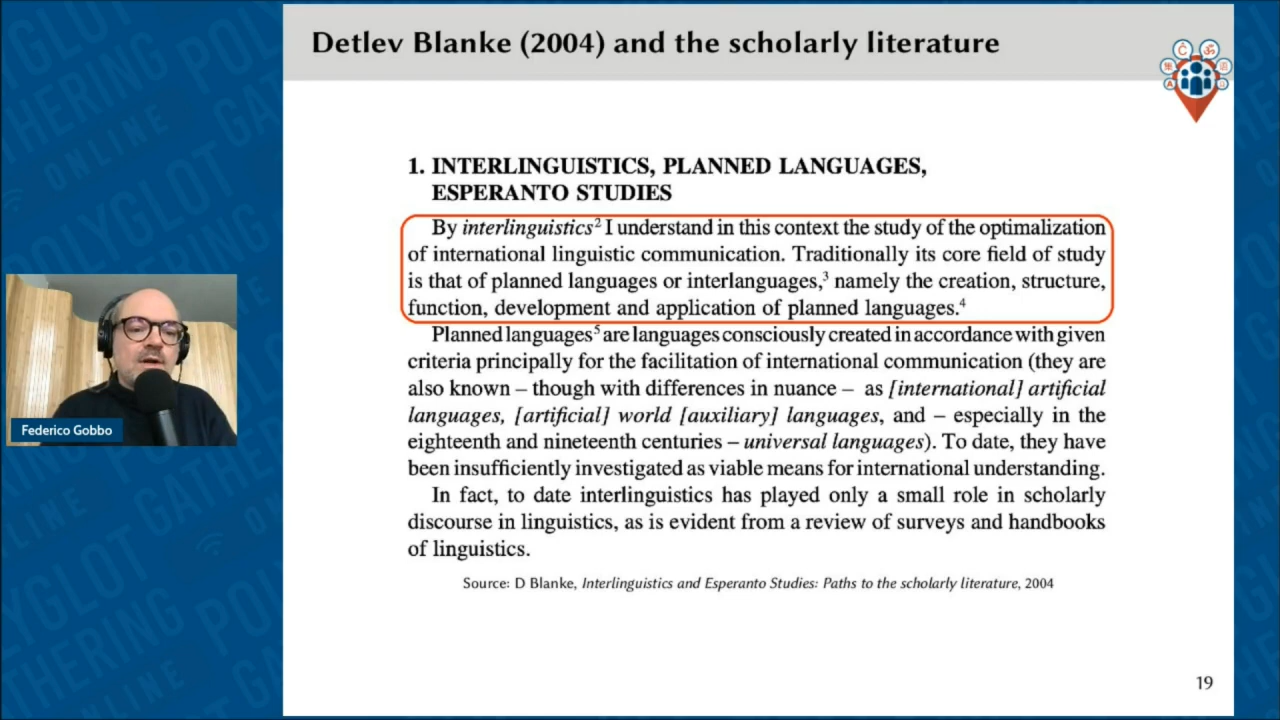 Detlev Blanke (2004) and the scholarly literature
1. INTERLINGUISTICS, PLANNED LANGUAGES,
ESPERANTO STUDIES
By interlinguistics² I understand in this context the study of the optimalization
of international linguistic communication. Traditionally its core field of study
is that of planned languages or interlanguages,³ namely the creation, structure,
function, development and application of planned languages.⁴
Planned languages⁵ are languages consciously created in accordance with given
criteria principally for the facilitation of international communication (they are
also known – though with differences in nuance – as [international] artificial
languages, [artificial] world [auxiliary] languages, and – especially in the
eighteenth and nineteenth centuries – universal languages). To date, they have
been insufficiently investigated as viable means for international understanding.
In fact, to date interlinguistics has played only a small role in scholarly
discourse in linguistics, as is evident from a review of surveys and handbooks
of linguistics.
Source: D Blanke, Interlinguistics and Esperanto Studies: Paths to the scholarly literature, 2004
19
Federico Gobbo
POLYGLOT
GATHERING
ONLINE